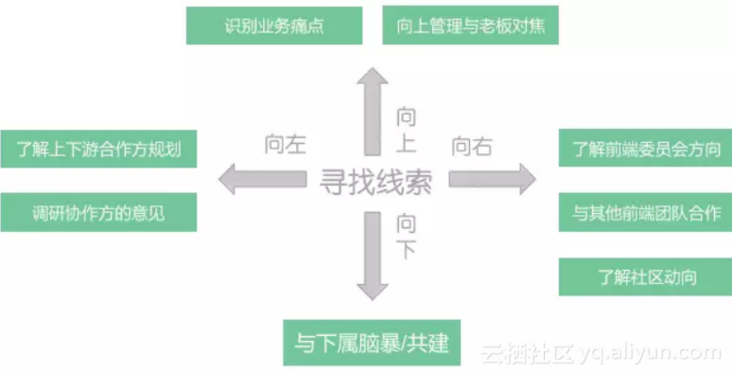 识别业务痛点
向上管理与老板对焦
向上
向左
向右
了解上下游合作方规划
了解前端委员会方向
寻找线索
调研协作方的意见
与其他前端团队合作
向下
了解社区动向
与下属脑暴/共建
云栖社区 yq.aliyun.com